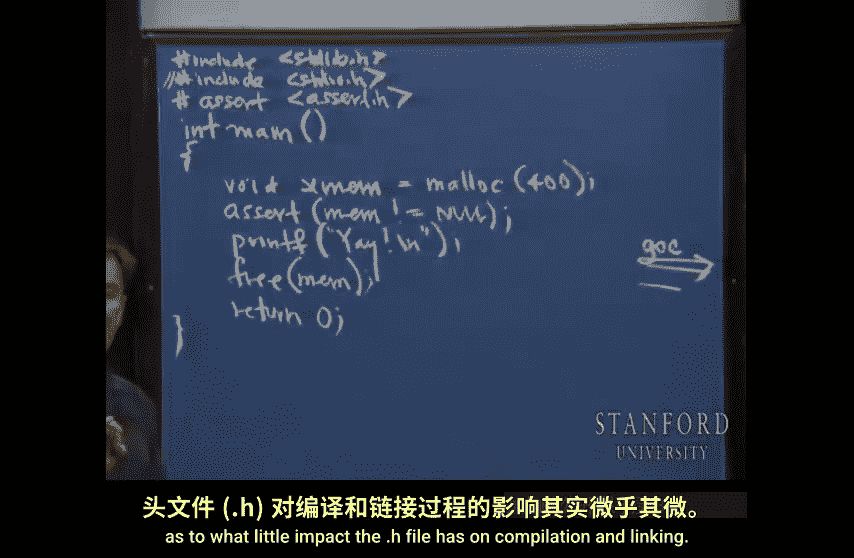 #include <stdlib.h>
//#include <stdio.h>
# assert <assert.h>
int main()
{
void *mem = malloc (400);
assert (mem != NULL);
printf ("Yay!\n");
free(mem);
return 0;
}
gcc
STANFORD
UNIVERSITY
头文件 (.h) 对编译和链接过程的影响其实微乎其微。
as to what little impact the .h file has on compilation and linking.